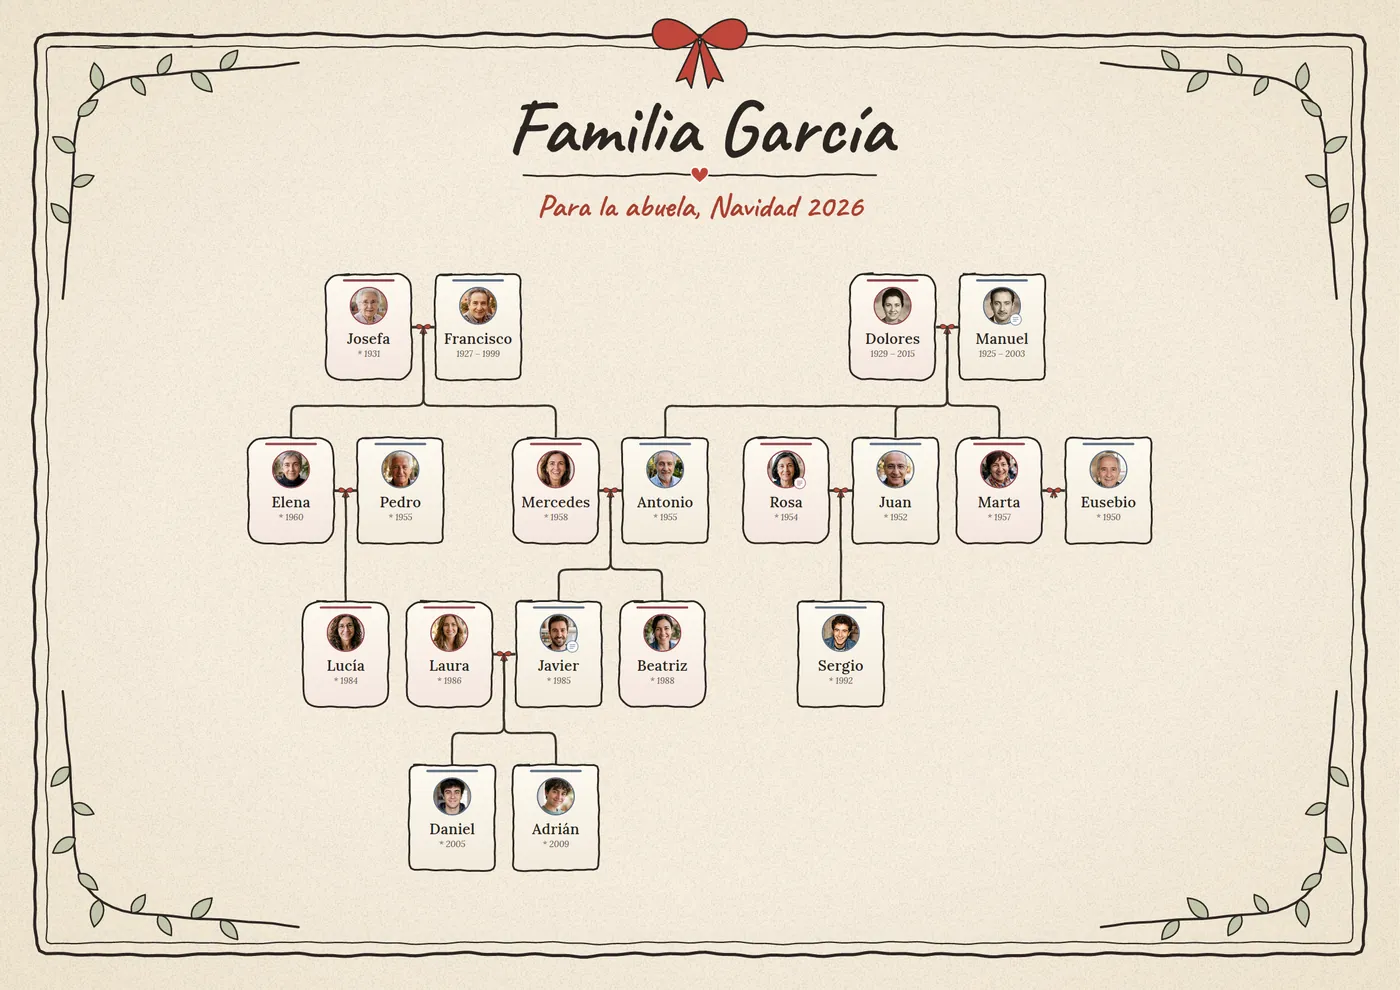 Familia García
Para la abuela, Navidad 2026
Josefa
* 1931
Francisco
1927 – 1999
Dolores
1929 – 2015
Manuel
1925 – 2003
Elena
* 1960
Pedro
* 1955
Mercedes
* 1958
Antonio
* 1955
Rosa
* 1954
Juan
* 1952
Marta
* 1957
Eusebio
* 1950
Lucía
* 1984
Laura
* 1986
Javier
* 1985
Beatriz
* 1988
Sergio
* 1992
Daniel
* 2005
Adrián
* 2009